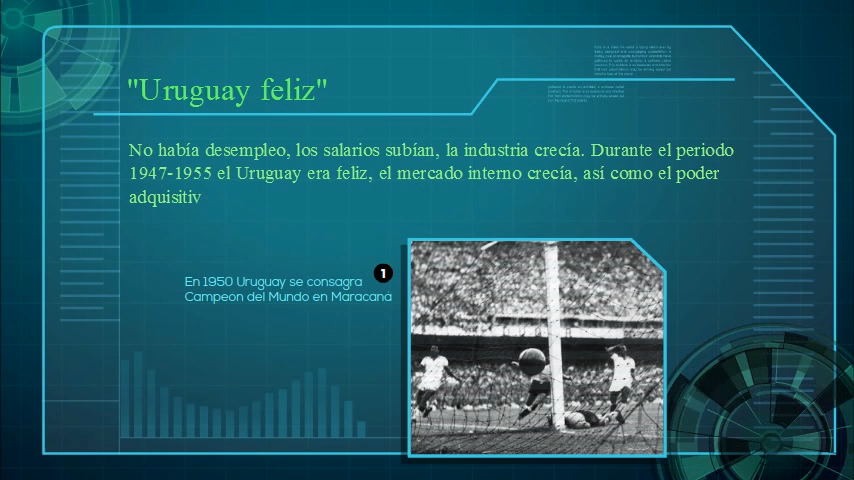 "Uruguay feliz"
No había desempleo, los salarios subían, la industria crecía. Durante el periodo
1947-1955 el Uruguay era feliz, el mercado interno crecía, así como el poder
adquisitiv
1
En 1950 Uruguay se consagra
Campeon del Mundo en Maracaná